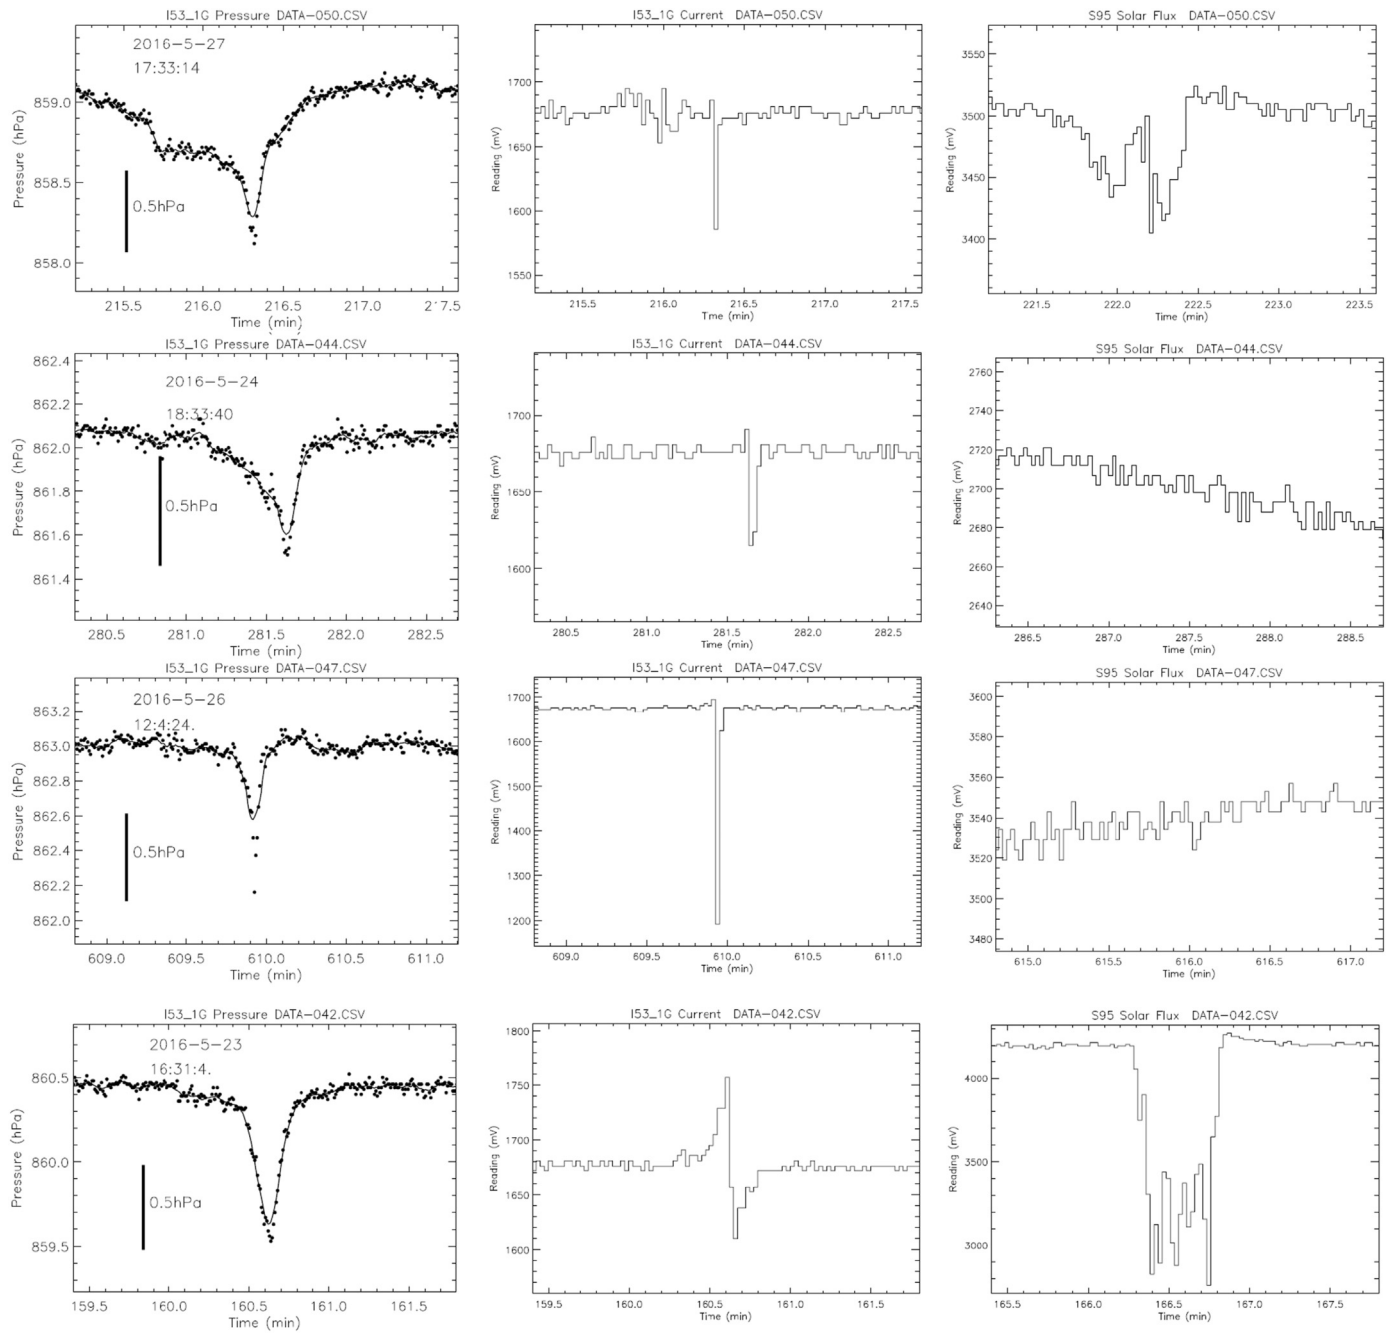 I53_1G Pressure DATA-050.CSV
2016-5-27
17:33:14
859.0
858.5
858.0
0.5hPa
Pressure (hPa)
215.5 216.0 216.5 217.0 217.5
Time (min)
I53_1G Current DATA-050.CSV
1700
1650
1600
1550
Reading (mV)
215.5 216.0 216.5 217.0 217.5
Time (min)
S95 Solar Flux DATA-050.CSV
3550
3500
3450
3400
Reading (mV)
221.5 222.0 222.5 223.0 223.5
Time (min)
I53_1G Pressure DATA-044.CSV
2016-5-24
18:33:40
862.4
862.2
862.0
861.8
861.6
861.4
0.5hPa
Pressure (hPa)
280.5 281.0 281.5 282.0 282.5
Time (min)
I53_1G Current DATA-044.CSV
1700
1650
1600
Reading (mV)
280.5 281.0 281.5 282.0 282.5
Time (min)
S95 Solar Flux DATA-044.CSV
2760
2740
2720
2700
2680
2660
2640
Reading (mV)
286.5 287.0 287.5 288.0 288.5
Time (min)
I53_1G Pressure DATA-047.CSV
2016-5-26
12:4:24.
863.2
863.0
862.8
862.6
862.4
862.2
862.0
0.5hPa
Pressure (hPa)
609.0 609.5 610.0 610.5 611.0
Time (min)
I53_1G Current DATA-047.CSV
1700
1600
1500
1400
1300
1200
Reading (mV)
609.0 609.5 610.0 610.5 611.0
Time (min)
S95 Solar Flux DATA-047.CSV
3600
3580
3560
3540
3520
3500
3480
Reading (mV)
615.0 615.5 616.0 616.5 617.0
Time (min)
I53_1G Pressure DATA-042.CSV
2016-5-23
16:31:4.
860.5
860.0
859.5
0.5hPa
Pressure (hPa)
159.5 160.0 160.5 161.0 161.5
Time (min)
I53_1G Current DATA-042.CSV
1800
1750
1700
1650
1600
Reading (mV)
159.5 160.0 160.5 161.0 161.5
Time (min)
S95 Solar Flux DATA-042.CSV
4000
3500
3000
Reading (mV)
165.5 166.0 166.5 167.0 167.5
Time (min)